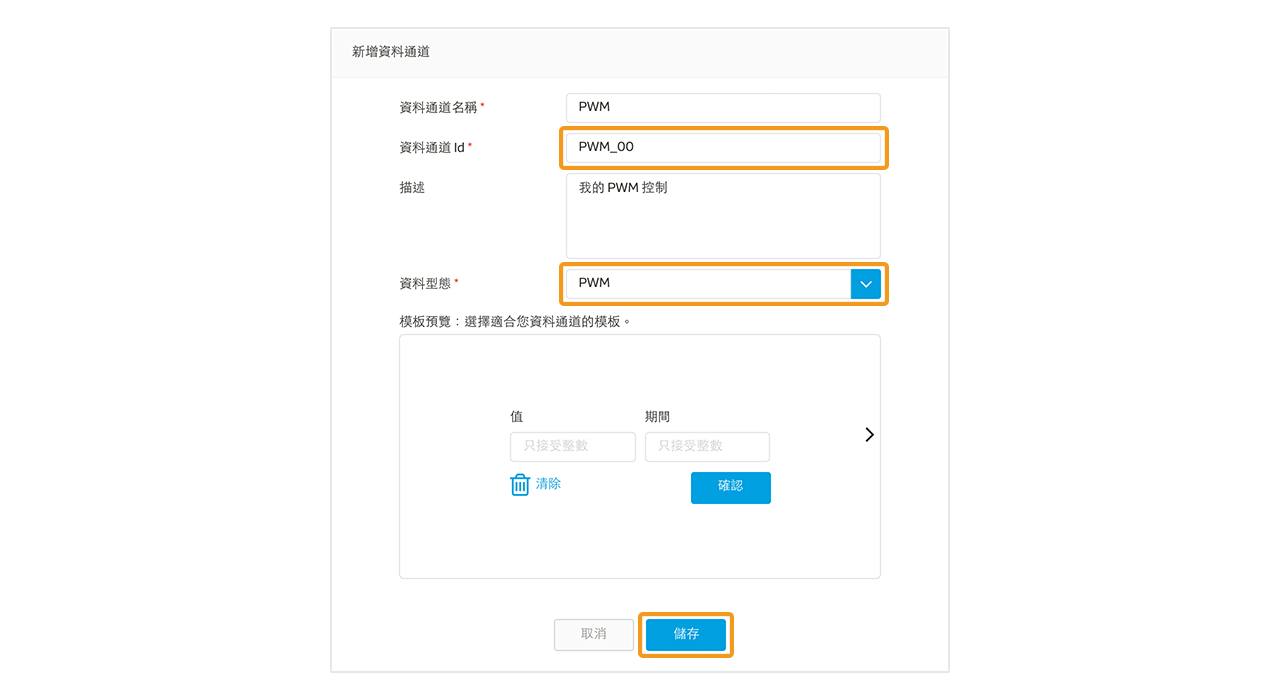 新增資料通道
資料通道名稱*
PWM
資料通道 Id*
PWM_00
描述
我的 PWM 控制
資料型態*
PWM
模板預覽：選擇適合您資料通道的模板。
值
期間
只接受整數
只接受整數
清除
確認
取消
儲存